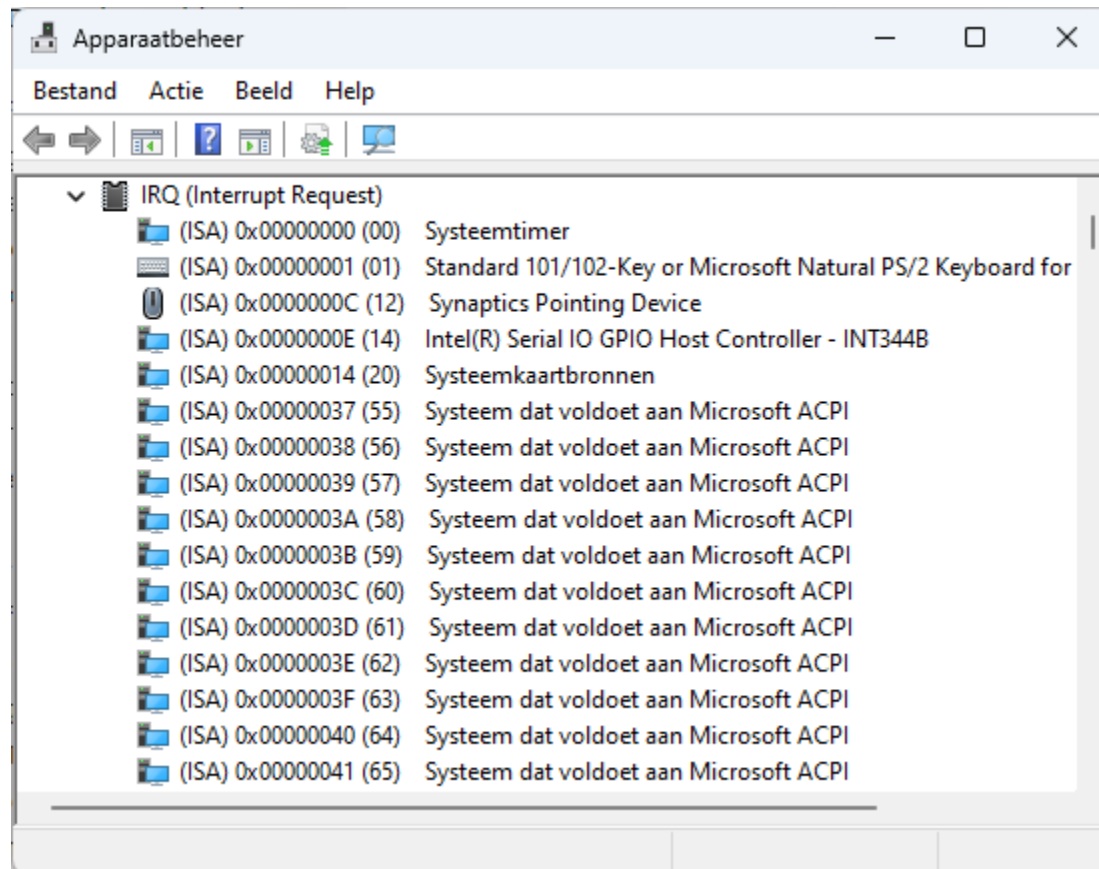 Apparaatbeheer
Bestand Actie Beeld Help
IRQ (Interrupt Request)
(ISA) 0x00000000 (00) Systeemtimer
(ISA) 0x00000001 (01) Standard 101/102-Key or Microsoft Natural PS/2 Keyboard for
(ISA) 0x0000000C (12) Synaptics Pointing Device
(ISA) 0x0000000E (14) Intel(R) Serial IO GPIO Host Controller - INT344B
(ISA) 0x00000014 (20) Systeemkaartbronnen
(ISA) 0x00000037 (55) Systeem dat voldoet aan Microsoft ACPI
(ISA) 0x00000038 (56) Systeem dat voldoet aan Microsoft ACPI
(ISA) 0x00000039 (57) Systeem dat voldoet aan Microsoft ACPI
(ISA) 0x0000003A (58) Systeem dat voldoet aan Microsoft ACPI
(ISA) 0x0000003B (59) Systeem dat voldoet aan Microsoft ACPI
(ISA) 0x0000003C (60) Systeem dat voldoet aan Microsoft ACPI
(ISA) 0x0000003D (61) Systeem dat voldoet aan Microsoft ACPI
(ISA) 0x0000003E (62) Systeem dat voldoet aan Microsoft ACPI
(ISA) 0x0000003F (63) Systeem dat voldoet aan Microsoft ACPI
(ISA) 0x00000040 (64) Systeem dat voldoet aan Microsoft ACPI
(ISA) 0x00000041 (65) Systeem dat voldoet aan Microsoft ACPI